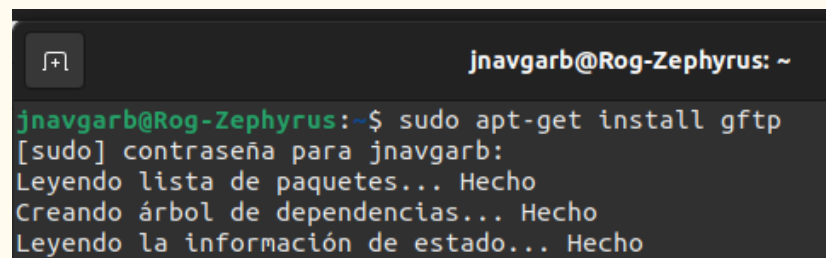 jnavgarb@Rog-Zephyrus: ~
jnavgarb@Rog-Zephyrus:~$ sudo apt-get install gftp
[sudo] contraseña para jnavgarb:
Leyendo lista de paquetes... Hecho
Creando árbol de dependencias... Hecho
Leyendo la información de estado... Hecho